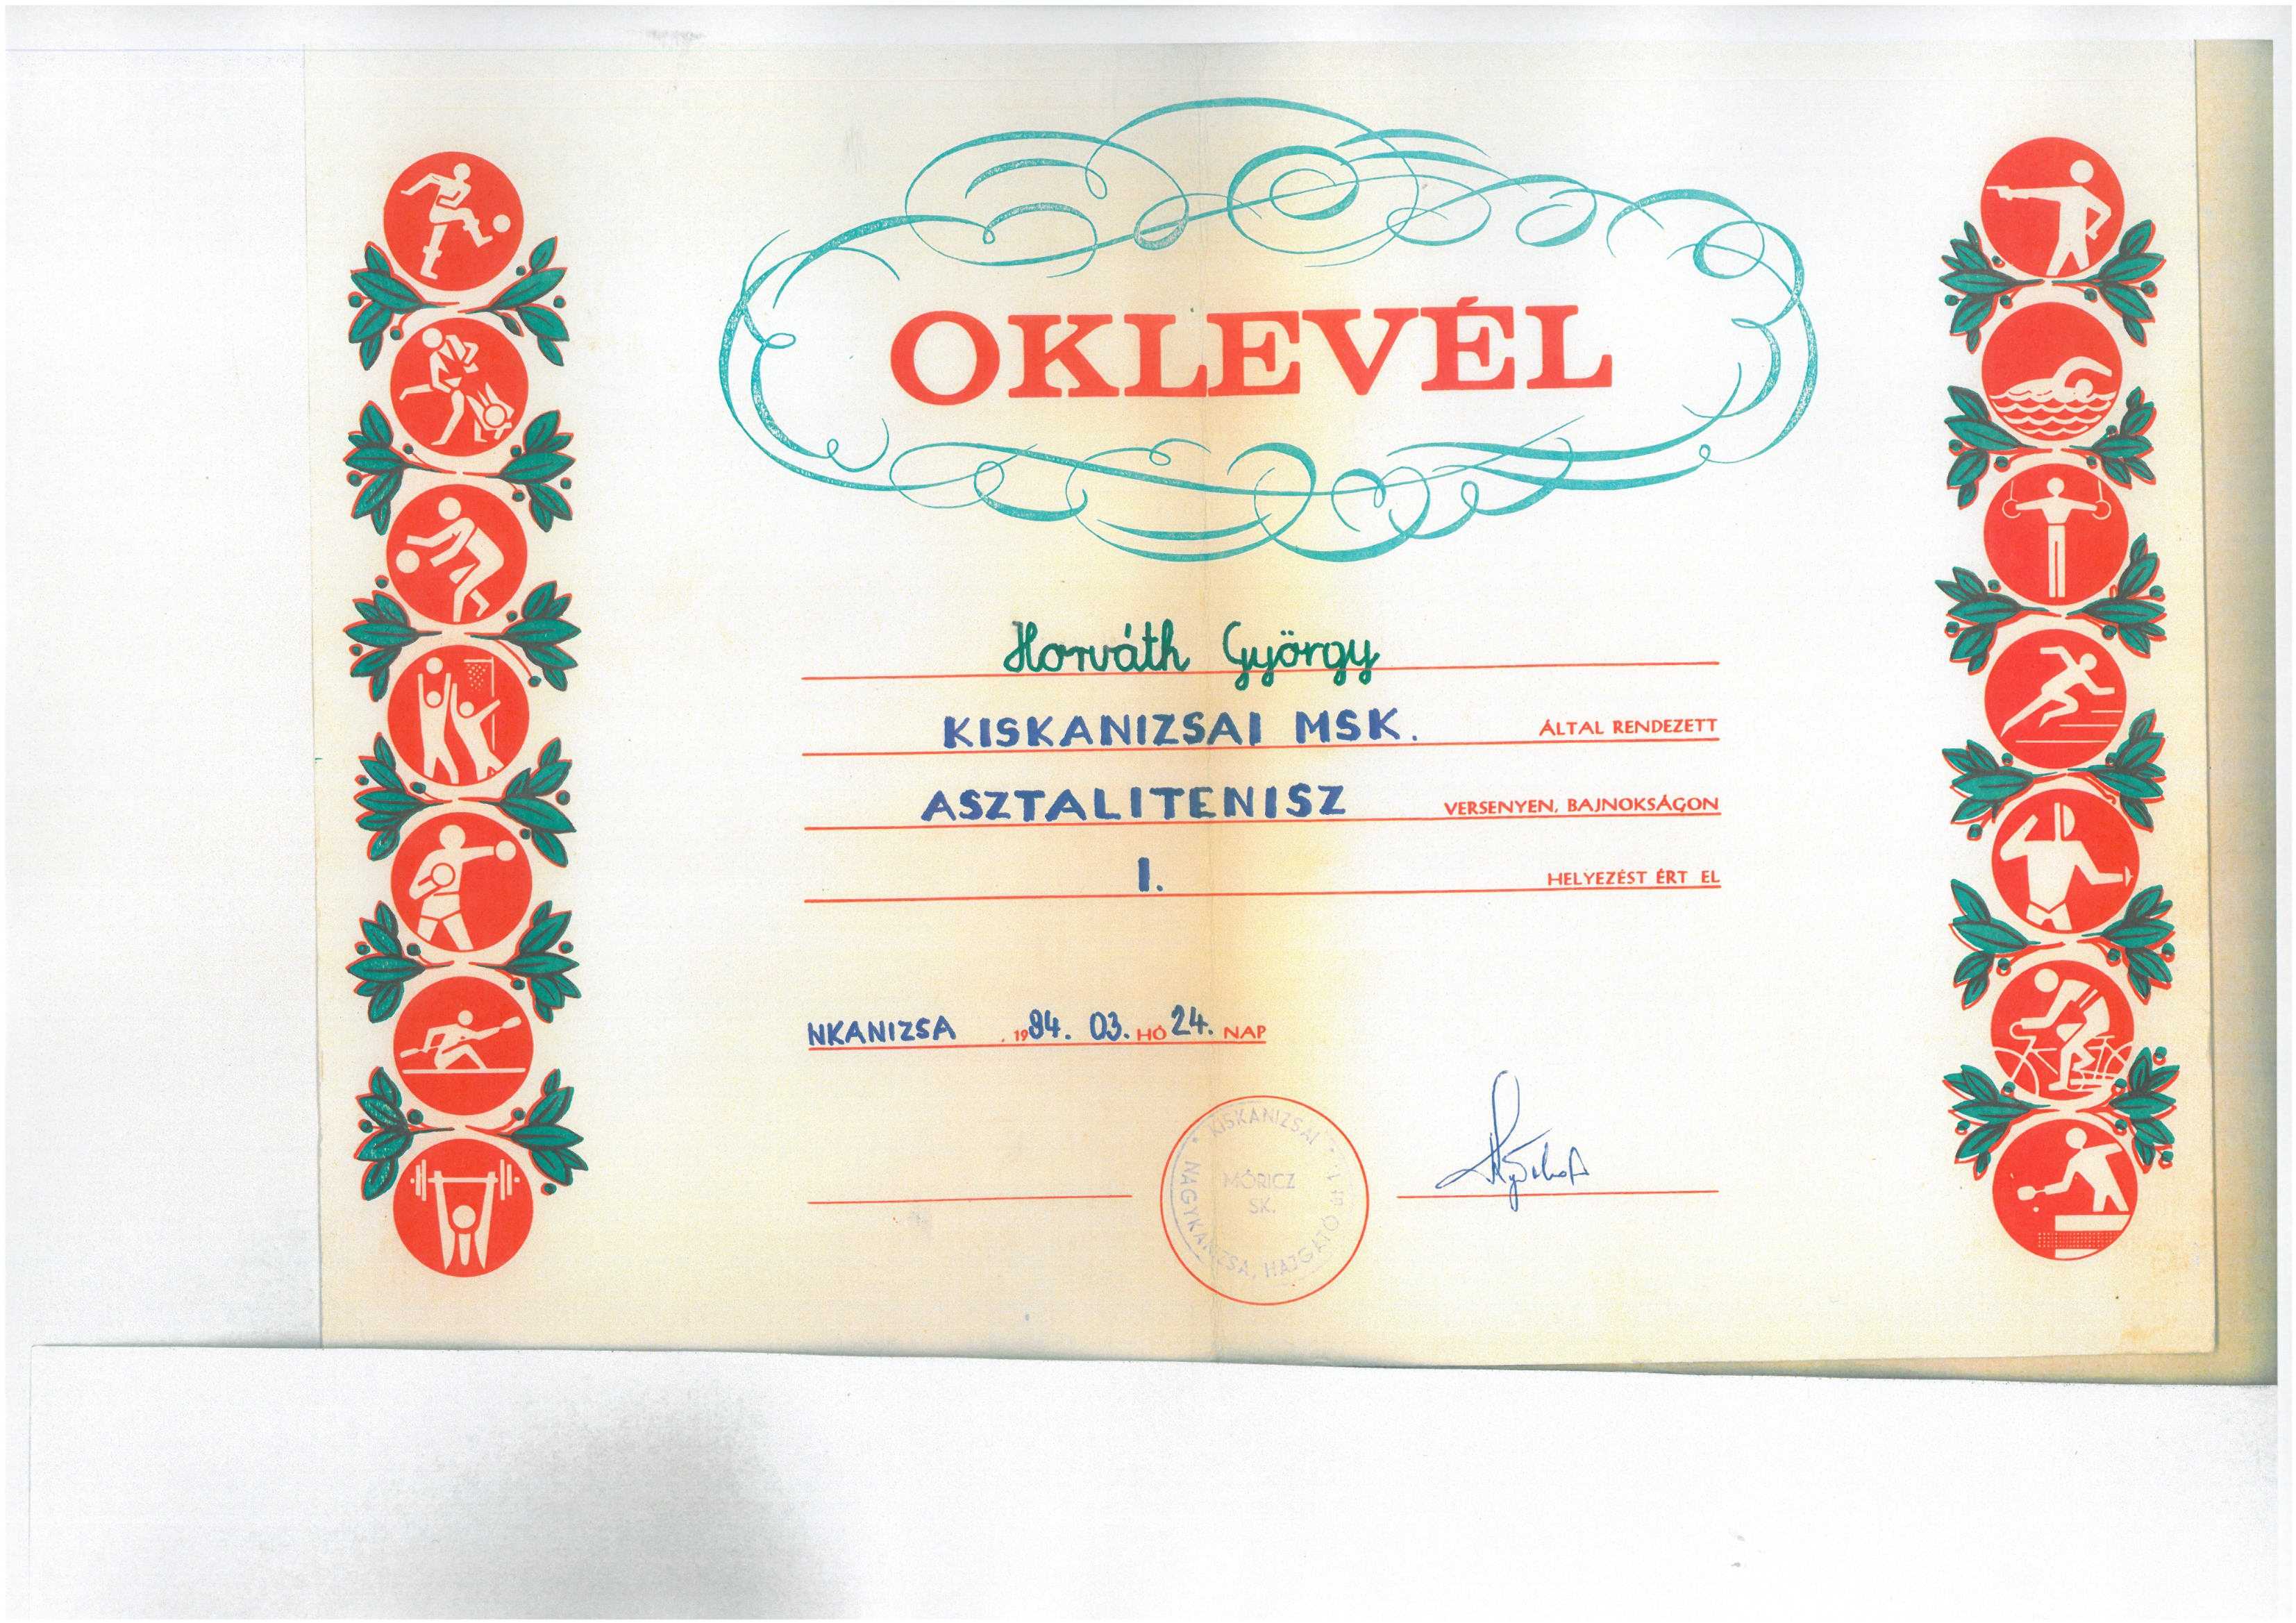 OKLEVÉL
Horváth György
KISKANIZSAI MSK. ÁLTAL RENDEZETT
ASZTALITENISZ VERSENYEN, BAJNOKSÁGON
I. HELYEZÉST ÉRT EL
NKANIZSA, 1984. 03. HÓ 24. NAP
KISKANIZSAI
MÓRICZ
SK.
NAGYKANIZSA, HAJGATÓ